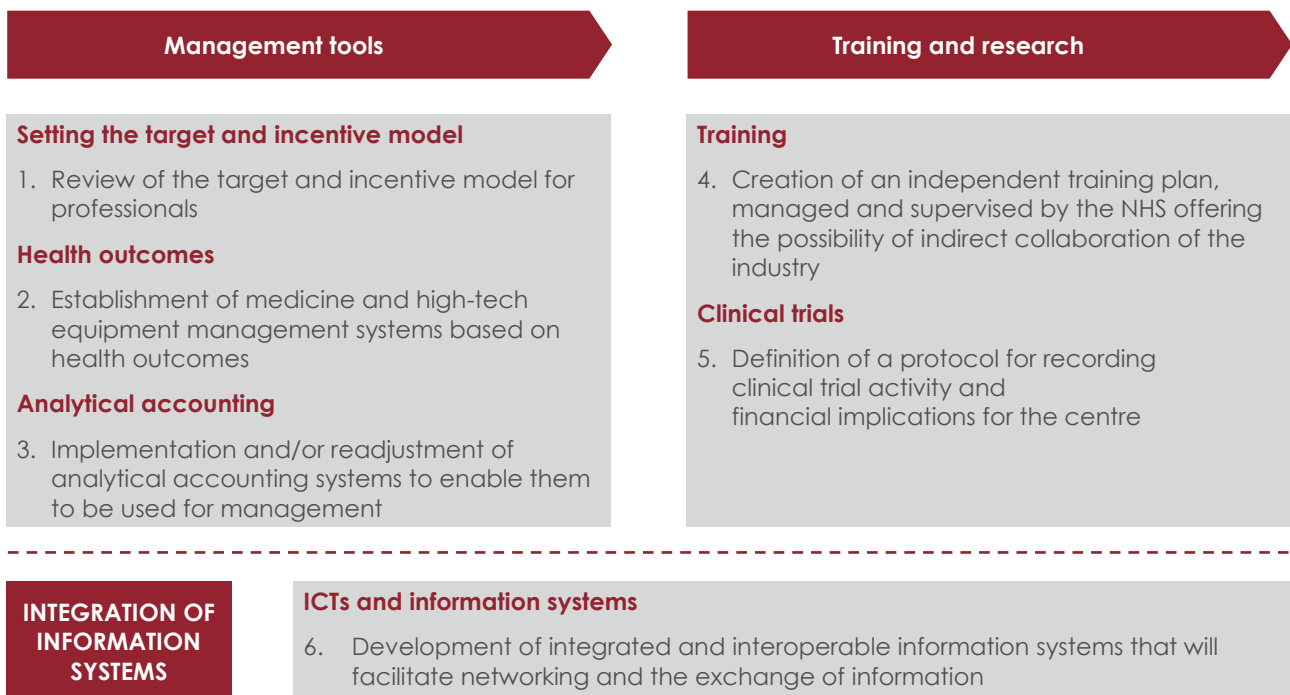 Management tools
Setting the target and incentive model
1. Review of the target and incentive model for
professionals
Health outcomes
2. Establishment of medicine and high-tech
equipment management systems based on
health outcomes
Analytical accounting
3. Implementation and/or readjustment of
analytical accounting systems to enable them
to be used for management
Training and research
Training
4. Creation of an independent training plan,
managed and supervised by the NHS offering
the possibility of indirect collaboration of the
industry
Clinical trials
5. Definition of a protocol for recording
clinical trial activity and
financial implications for the centre
INTEGRATION OF
INFORMATION
SYSTEMS
ICTs and information systems
6. Development of integrated and interoperable information systems that will
facilitate networking and the exchange of information